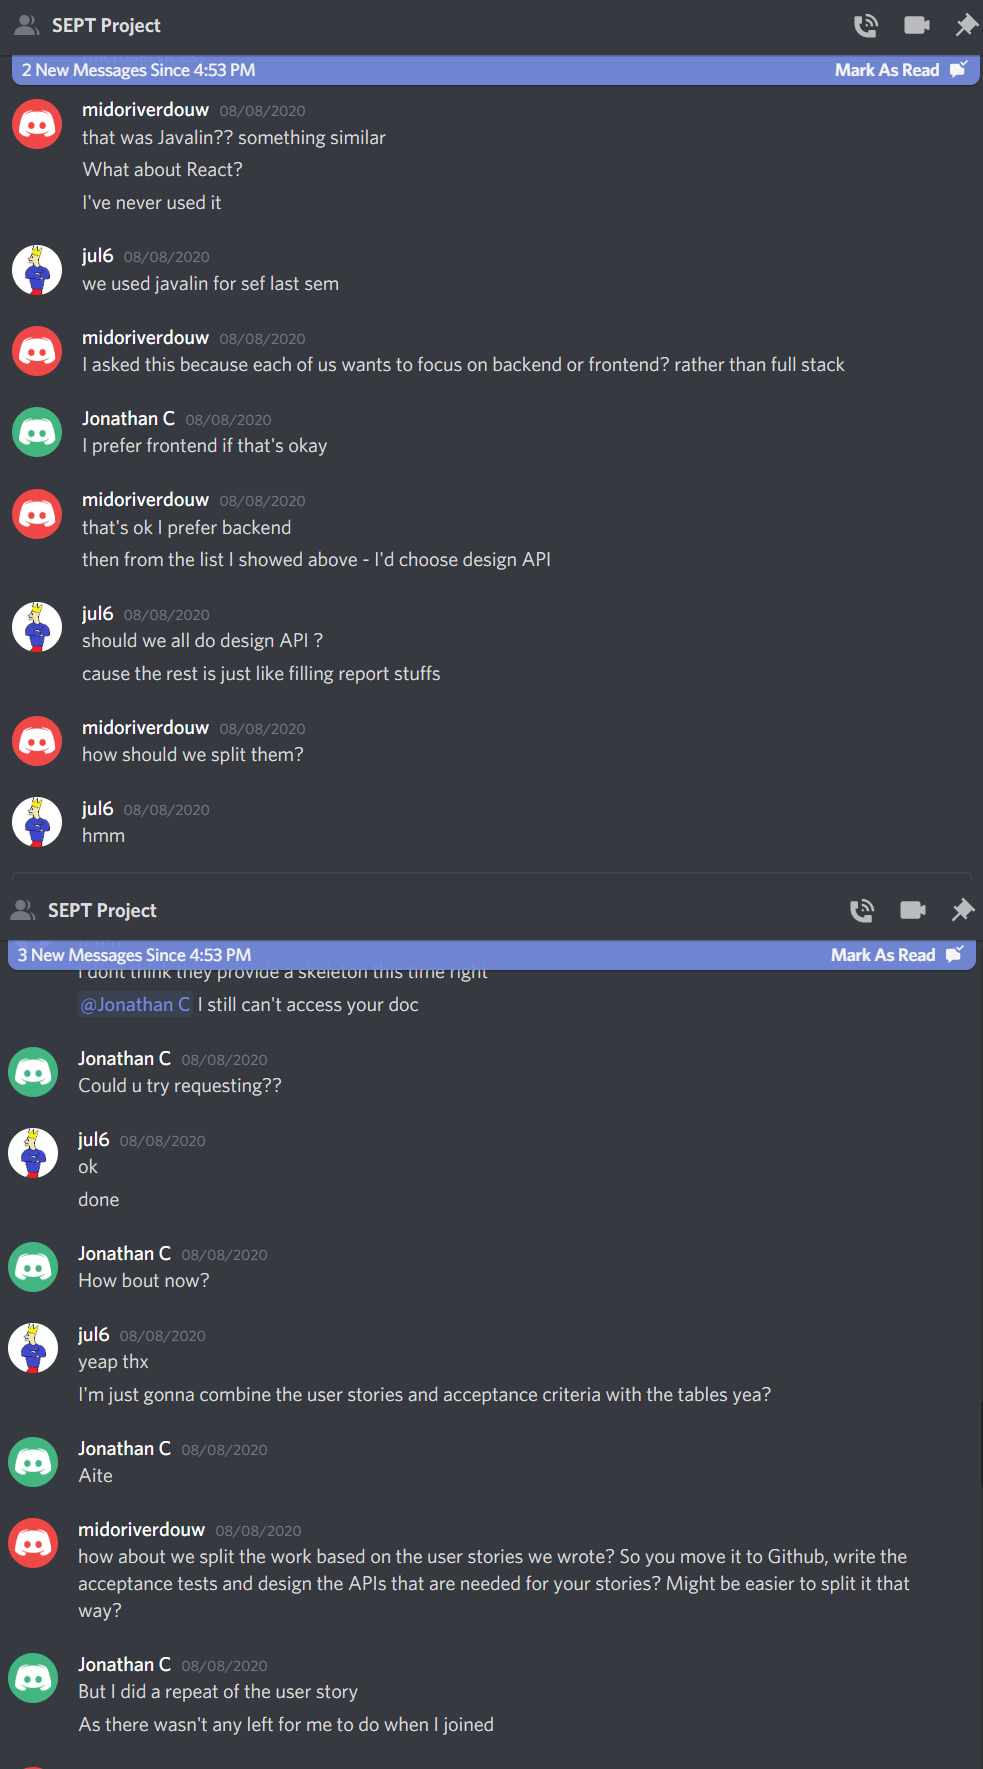 SEPT Project
2 New Messages Since 4:53 PM Mark As Read
midoriverdouw 08/08/2020
that was Javalin?? something similar
What about React?
I've never used it
jul6 08/08/2020
we used javalin for sef last sem
midoriverdouw 08/08/2020
I asked this because each of us wants to focus on backend or frontend? rather than full stack
Jonathan C 08/08/2020
I prefer frontend if that's okay
midoriverdouw 08/08/2020
that's ok I prefer backend
then from the list I showed above - I'd choose design API
jul6 08/08/2020
should we all do design API ?
cause the rest is just like filling report stuffs
midoriverdouw 08/08/2020
how should we split them?
jul6 08/08/2020
hmm
SEPT Project
3 New Messages Since 4:53 PM Mark As Read
I dont think they provide a skeleton this time right
@Jonathan C I still can't access your doc
Jonathan C 08/08/2020
Could u try requesting??
jul6 08/08/2020
ok
done
Jonathan C 08/08/2020
How bout now?
jul6 08/08/2020
yeap thx
I'm just gonna combine the user stories and acceptance criteria with the tables yea?
Jonathan C 08/08/2020
Aite
midoriverdouw 08/08/2020
how about we split the work based on the user stories we wrote? So you move it to Github, write the
acceptance tests and design the APIs that are needed for your stories? Might be easier to split it that
way?
Jonathan C 08/08/2020
But I did a repeat of the user story
As there wasn't any left for me to do when I joined